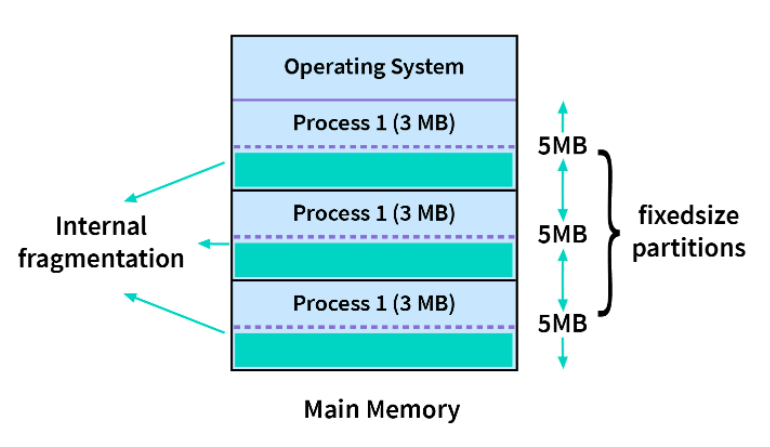 Operating System
Process 1 (3 MB)
5MB
Process 1 (3 MB)
5MB
Process 1 (3 MB)
5MB
Internal
fragmentation
fixedsize
partitions
Main Memory